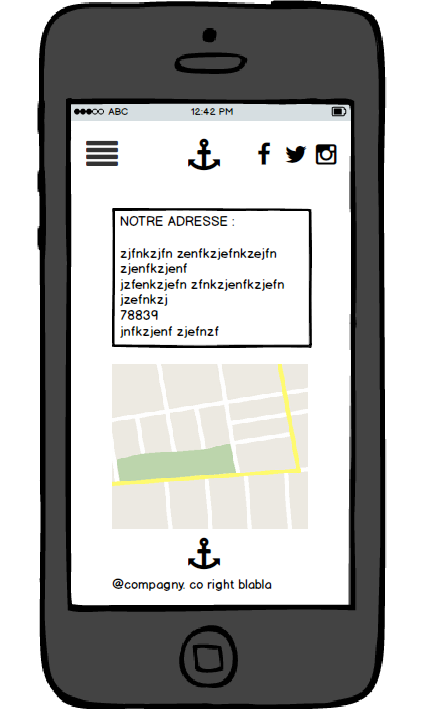 ABC 12:42 PM
NOTRE ADRESSE :
zjfnkzjfn zenfkzjefnkzejfn
zjenfkzjenf
jzfenkzjefn zfnkzjenfkzjefn
jzefnkzj
78839
jnfkzjenf zjefnzf
@compagny. co right blabla